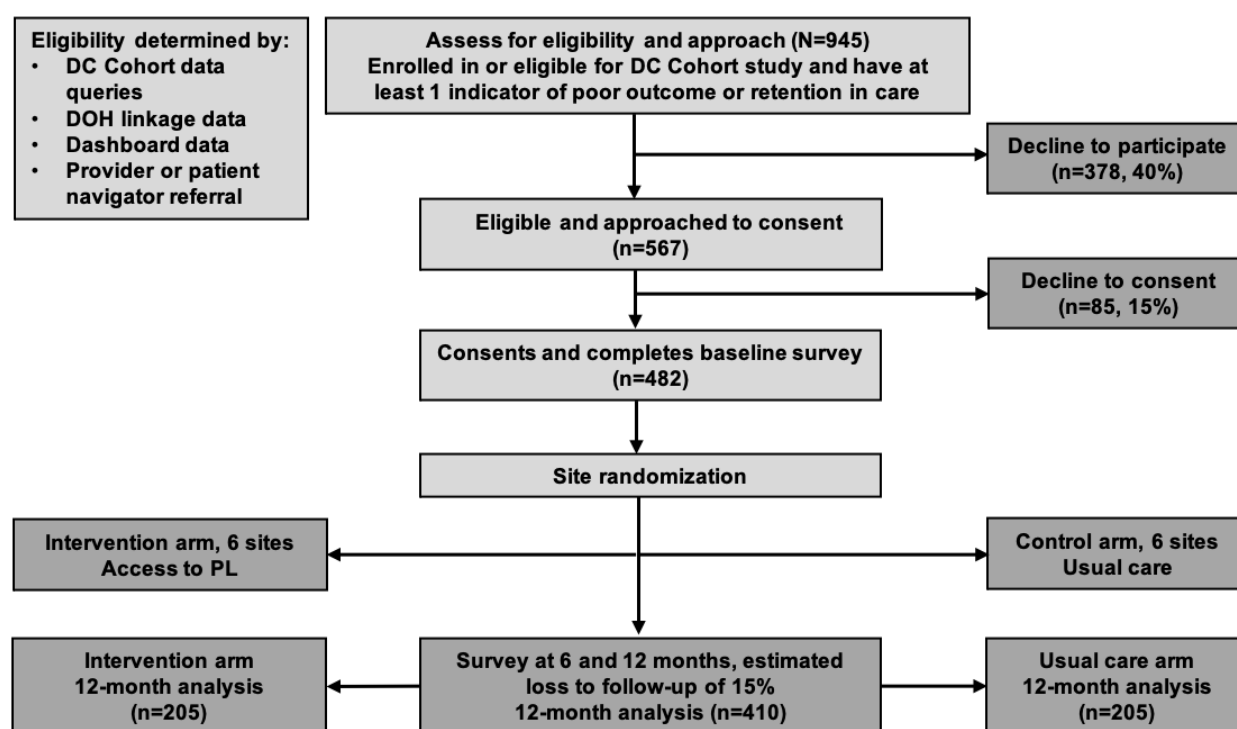 Eligibility determined by:
• DC Cohort data
queries
• DOH linkage data
• Dashboard data
• Provider or patient
navigator referral
Assess for eligibility and approach (N=945)
Enrolled in or eligible for DC Cohort study and have at
least 1 indicator of poor outcome or retention in care
Decline to participate
(n=378, 40%)
Eligible and approached to consent
(n=567)
Decline to consent
(n=85, 15%)
Consents and completes baseline survey
(n=482)
Site randomization
Intervention arm, 6 sites
Access to PL
Control arm, 6 sites
Usual care
Intervention arm
12-month analysis
(n=205)
Survey at 6 and 12 months, estimated
loss to follow-up of 15%
12-month analysis (n=410)
Usual care arm
12-month analysis
(n=205)